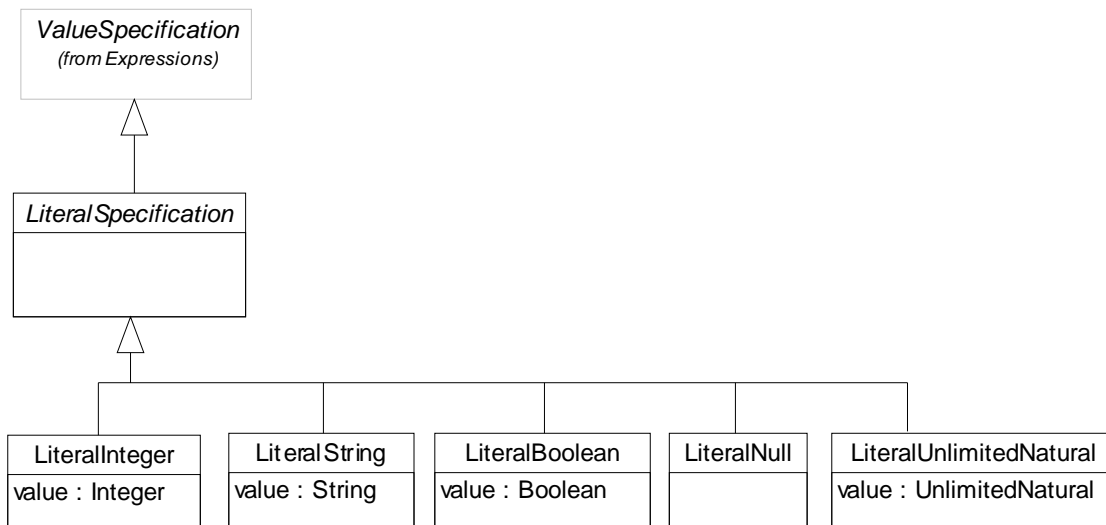 ValueSpecification
(from Expressions)
LiteralSpecification
LiteralInteger
value : Integer
LiteralString
value : String
LiteralBoolean
value : Boolean
LiteralNull
LiteralUnlimitedNatural
value : UnlimitedNatural